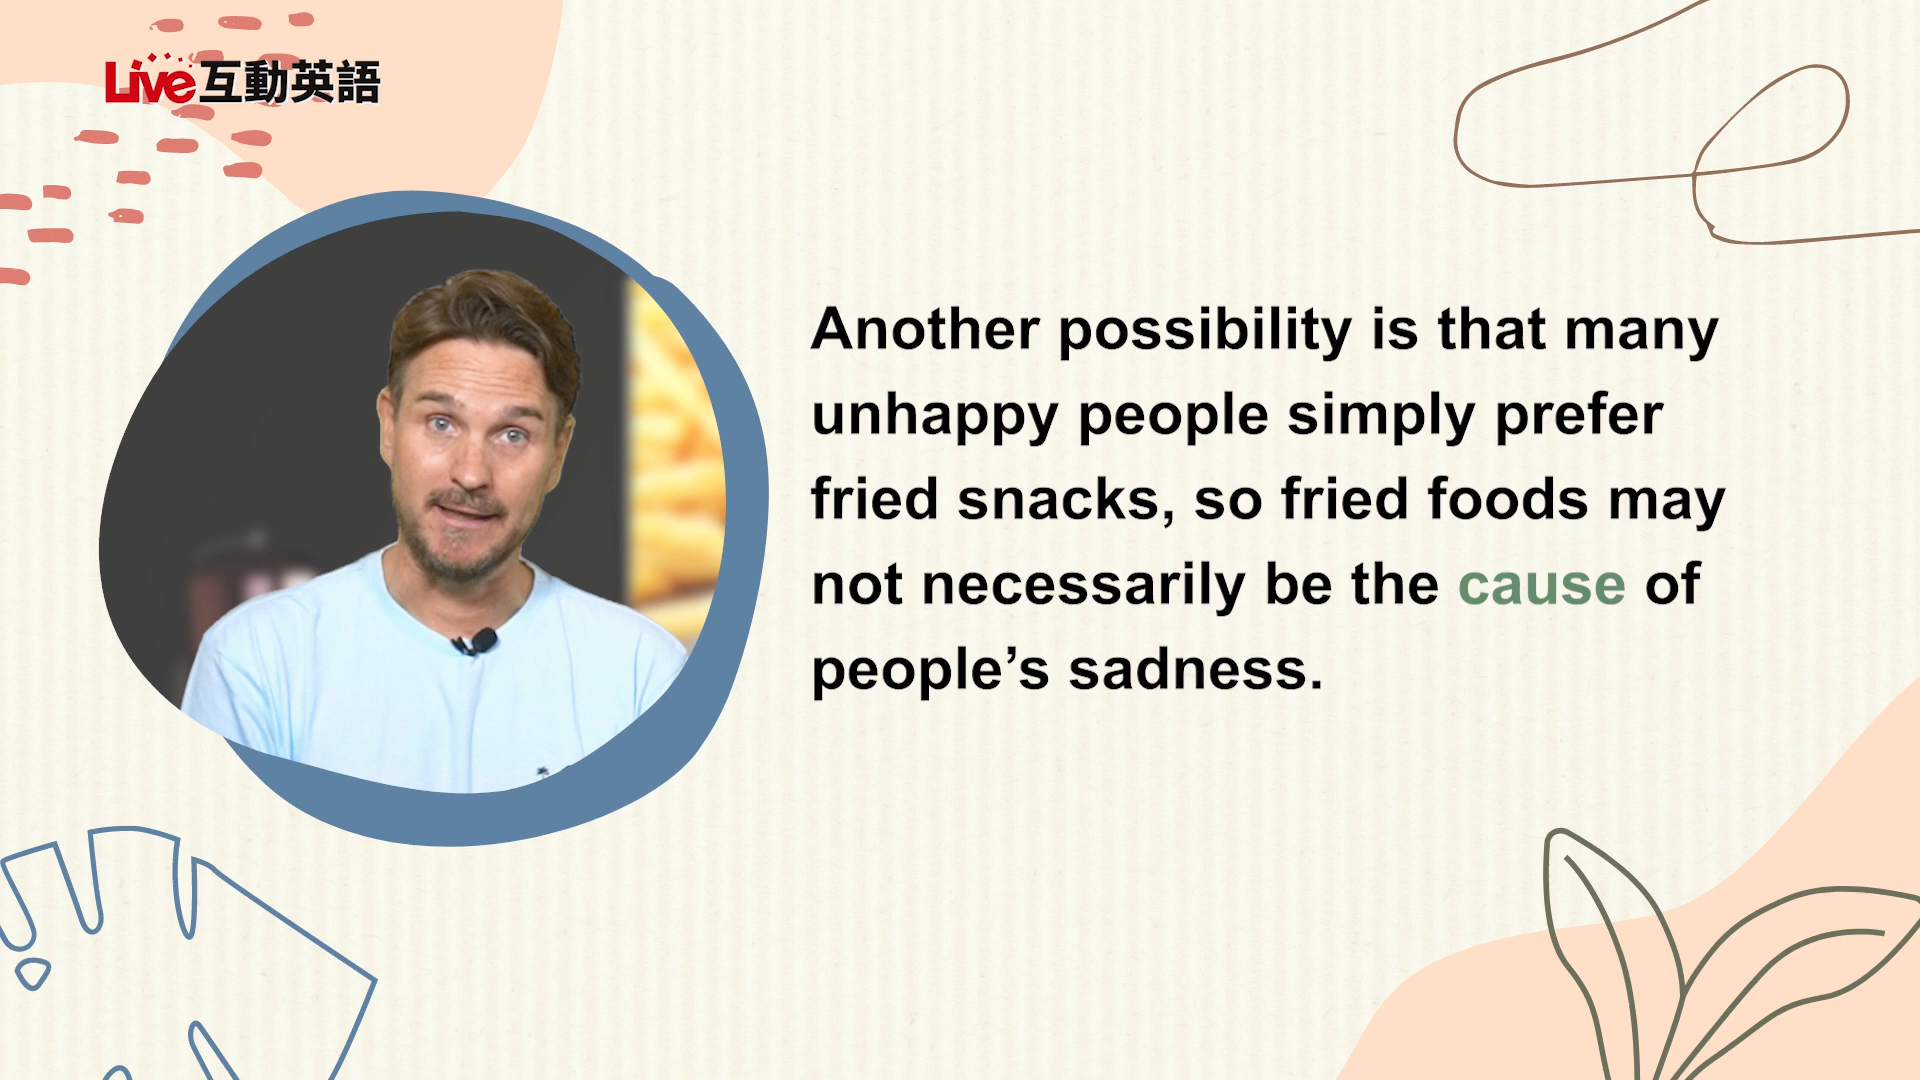 Live互動英語
Another possibility is that many
unhappy people simply prefer
fried snacks, so fried foods may
not necessarily be the cause of
people’s sadness.